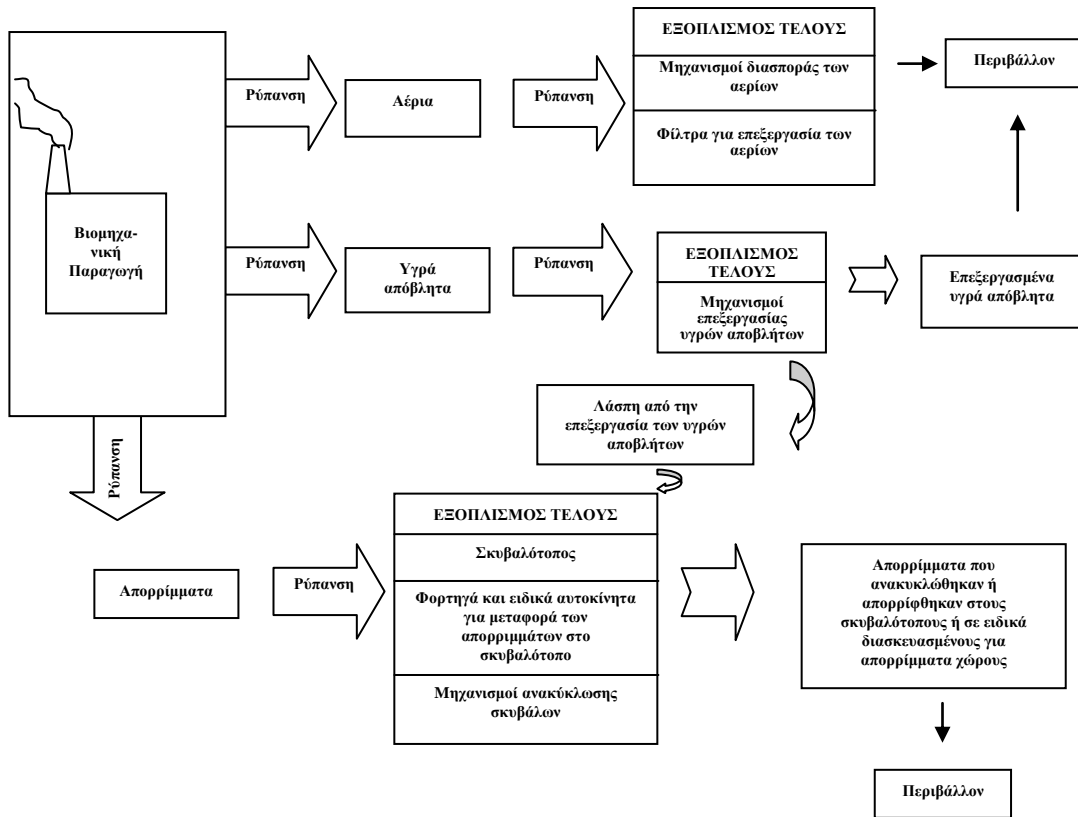 ΕΞΟΠΛΙΣΜΟΣ ΤΕΛΟΥΣ
Μηχανισμοί διασποράς των
αερίων
Φίλτρα για επεξεργασία των
αερίων
Περιβάλλον
Ρύπανση
Αέρια
Ρύπανση
Βιομηχα-
νική
Παραγωγή
Ρύπανση
Υγρά
απόβλητα
Ρύπανση
ΕΞΟΠΛΙΣΜΟΣ
ΤΕΛΟΥΣ
Μηχανισμοί
επεξεργασίας
υγρών αποβλήτων
Επεξεργασμένα
υγρά απόβλητα
Λάσπη από την
επεξεργασία των υγρών
αποβλήτων
Ρύπανση
Απορρίμματα
Ρύπανση
ΕΞΟΠΛΙΣΜΟΣ ΤΕΛΟΥΣ
Σκυβαλότοπος
Φορτηγά και ειδικά αυτοκίνητα
για μεταφορά των
απορριμμάτων στο
σκυβαλότοπο
Μηχανισμοί ανακύκλωσης
σκυβάλων
Απορρίμματα που
ανακυκλώθηκαν ή
απορρίφθηκαν στους
σκυβαλότοπους ή σε ειδικά
διασκευασμένους για
απορρίμματα χώρους
Περιβάλλον